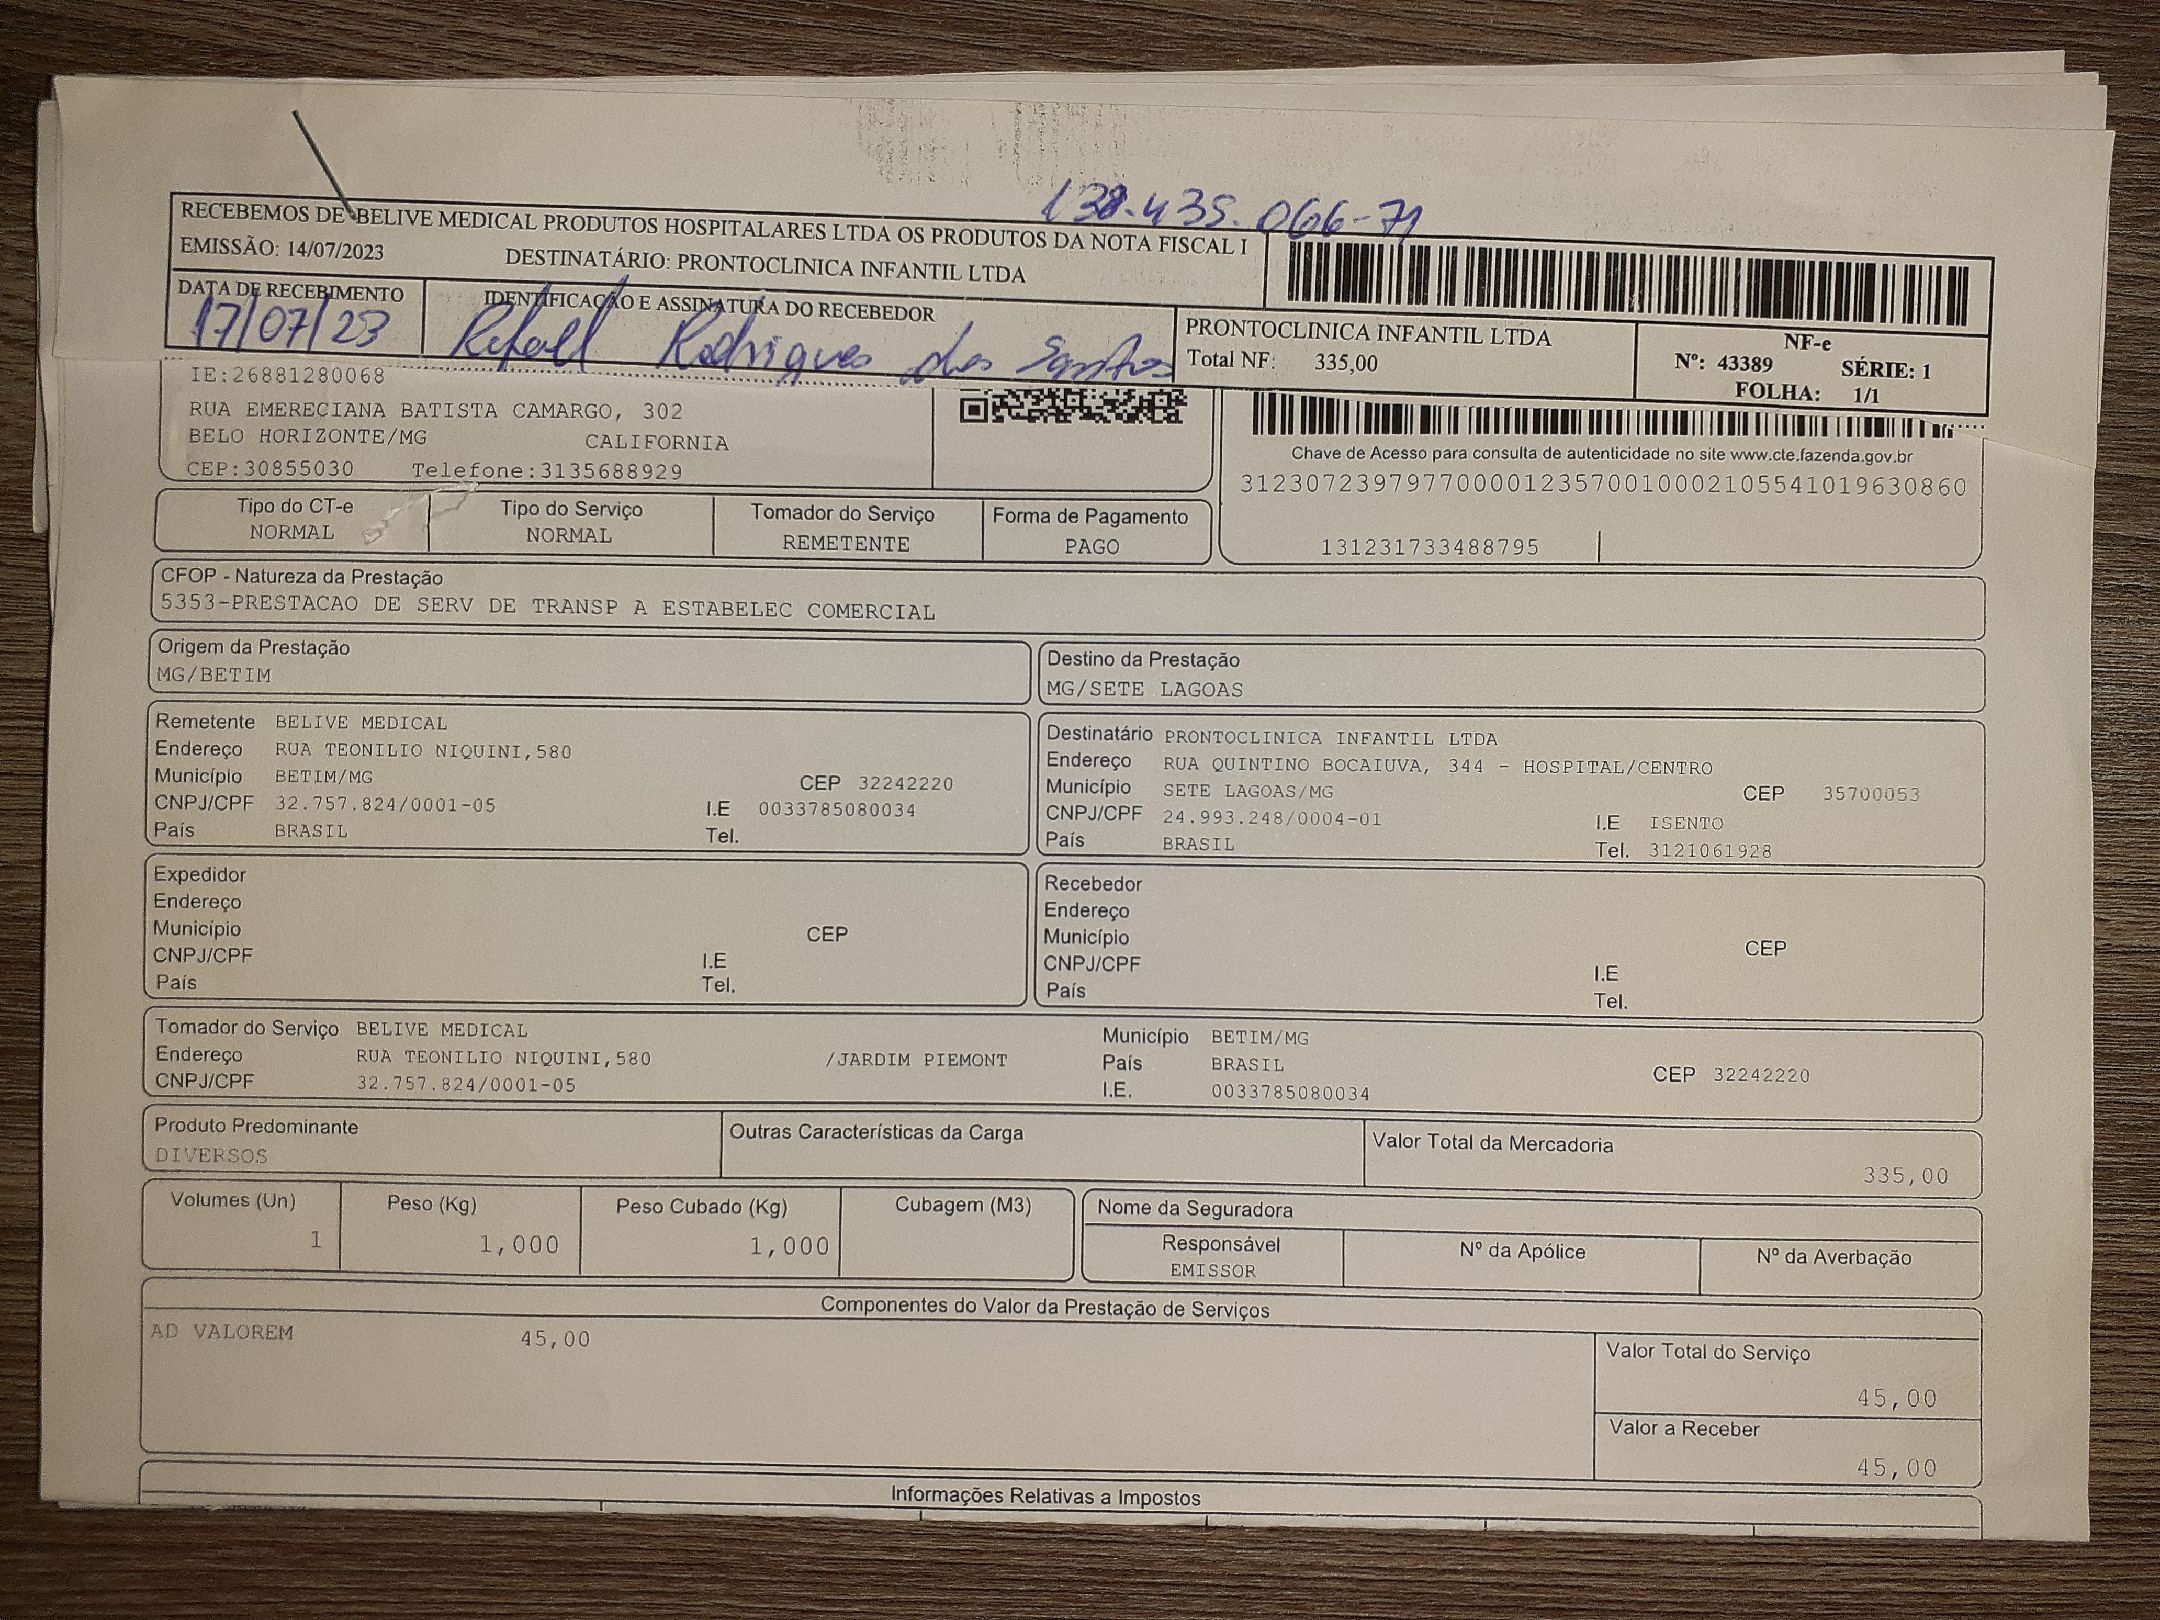 138.435.066-71
RECEBEMOS DE BELIVE MEDICAL PRODUTOS HOSPITALARES LTDA OS PRODUTOS DA NOTA FISCAL I
EMISSÃO: 14/07/2023 DESTINATÁRIO: PRONTOCLINICA INFANTIL LTDA
DATA DE RECEBIMENTO IDENTIFICAÇÃO E ASSINATURA DO RECEBEDOR
17/07/23 Rafael Rodrigues dos Santos
PRONTOCLINICA INFANTIL LTDA
Total NF: 335,00
NF-e
Nº: 43389 SÉRIE: 1
FOLHA: 1/1
IE:26881280068
RUA EMERECIANA BATISTA CAMARGO, 302
BELO HORIZONTE/MG CALIFORNIA
CEP:30855030 Telefone:3135688929
Chave de Acesso para consulta de autenticidade no site www.cte.fazenda.gov.br
31230723979770000123570010002105541019630860
131231733488795
Tipo do CT-e Tipo do Serviço Tomador do Serviço Forma de Pagamento
NORMAL NORMAL REMETENTE PAGO
CFOP - Natureza da Prestação
5353-PRESTACAO DE SERV DE TRANSP A ESTABELEC COMERCIAL
Origem da Prestação
MG/BETIM
Destino da Prestação
MG/SETE LAGOAS
Remetente BELIVE MEDICAL
Endereço RUA TEONILIO NIQUINI,580
Município BETIM/MG CEP 32242220
CNPJ/CPF 32.757.824/0001-05 I.E 0033785080034
País BRASIL Tel.
Destinatário PRONTOCLINICA INFANTIL LTDA
Endereço RUA QUINTINO BOCAIUVA, 344 - HOSPITAL/CENTRO
Município SETE LAGOAS/MG CEP 35700053
CNPJ/CPF 24.993.248/0004-01 I.E ISENTO
País BRASIL Tel. 3121061928
Expedidor
Endereço
Município CEP
CNPJ/CPF I.E
País Tel.
Recebedor
Endereço
Município CEP
CNPJ/CPF I.E
País Tel.
Tomador do Serviço BELIVE MEDICAL Município BETIM/MG
Endereço RUA TEONILIO NIQUINI,580 /JARDIM PIEMONT País BRASIL CEP 32242220
CNPJ/CPF 32.757.824/0001-05 I.E. 0033785080034
Produto Predominante Outras Características da Carga Valor Total da Mercadoria
DIVERSOS 335,00
Volumes (Un) Peso (Kg) Peso Cubado (Kg) Cubagem (M3)
1 1,000 1,000
Nome da Seguradora
Responsável Nº da Apólice Nº da Averbação
EMISSOR
Componentes do Valor da Prestação de Serviços
AD VALOREM 45,00
Valor Total do Serviço
45,00
Valor a Receber
45,00
Informações Relativas a Impostos